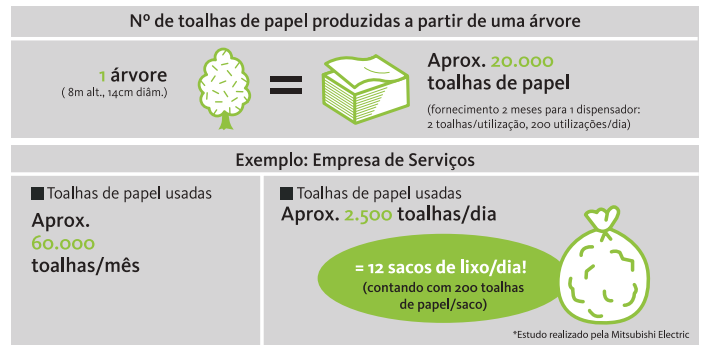 Nº de toalhas de papel produzidas a partir de uma árvore
1 árvore
( 8m alt., 14cm diâm.)
Aprox. 20.000
toalhas de papel
(fornecimento 2 meses para 1 dispensador:
2 toalhas/utilização, 200 utilizações/dia)
Exemplo: Empresa de Serviços
Toalhas de papel usadas
Aprox.
60.000
toalhas/mês
Toalhas de papel usadas
Aprox. 2.500 toalhas/dia
= 12 sacos de lixo/dia!
(contando com 200 toalhas
de papel/saco)
*Estudo realizado pela Mitsubishi Electric